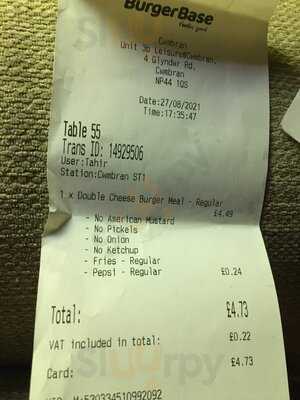 BurgerBase
Cwmbran
Unit 3b Leisure@Cwmbran,
4 Glyndwr Rd,
Cwmbran
NP44 1QS
Date:27/08/2021
Time:17:35:47
Table 55
Trans ID: 14929506
User:Tahir
Station:Cwmbran ST1
1 x Double Cheese Burger Meal - Regular
£4.49
- No American Mustard
- No Pickels
- No Onion
- No Ketchup
- Fries - Regular
- Pepsi - Regular £0.24
Total: £4.73
VAT included in total: £0.22
Card: £4.73
Sluurpy